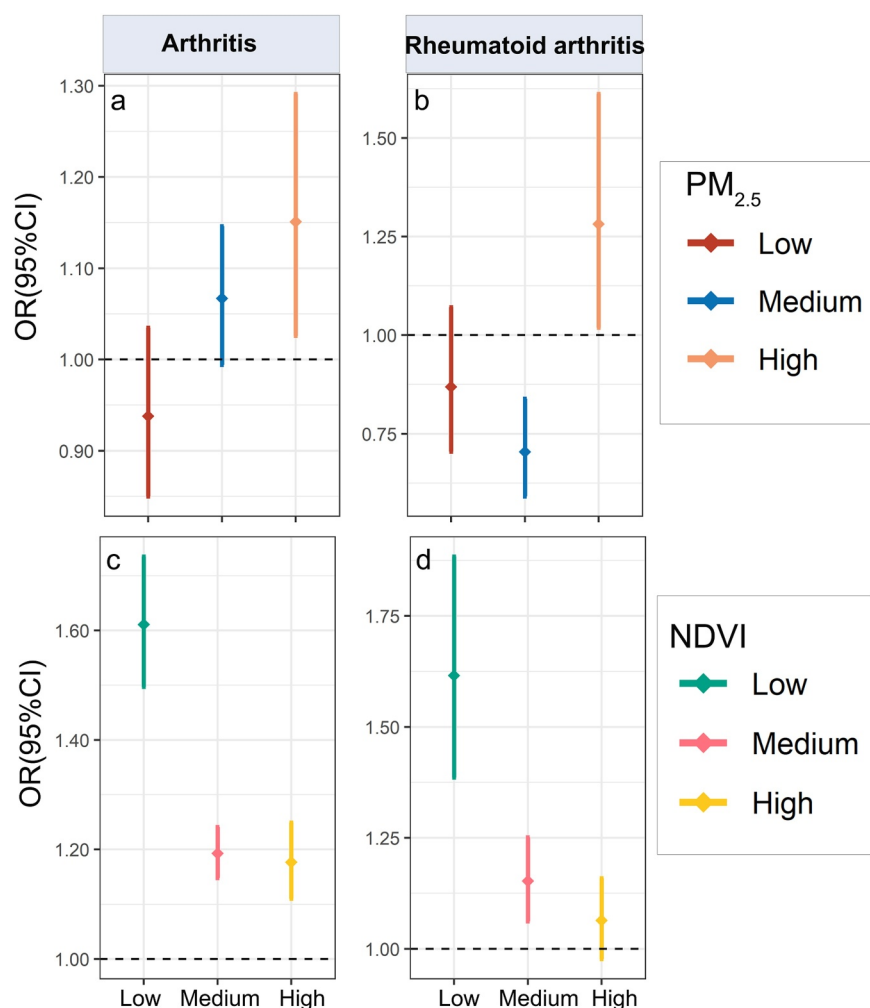 Arthritis
Rheumatoid arthritis
a
b
OR(95%CI)
1.30
1.20
1.10
1.00
0.90
1.50
1.25
1.00
0.75
PM2.5
Low
Medium
High
c
d
OR(95%CI)
1.60
1.40
1.20
1.00
1.75
1.50
1.25
1.00
NDVI
Low
Medium
High
Low Medium High
Low Medium High